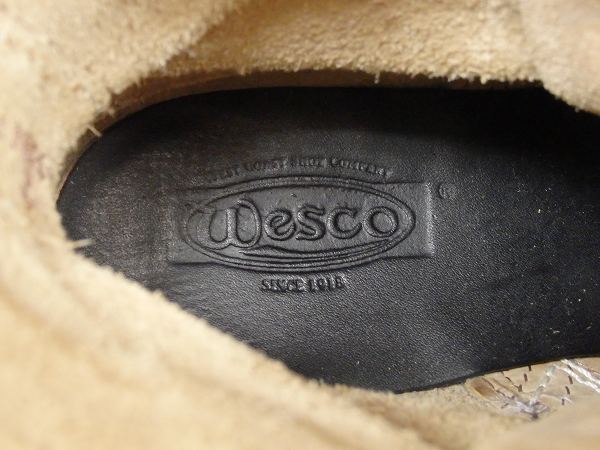 WEST COAST SHOE COMPANY
Wesco
®
SINCE 1918